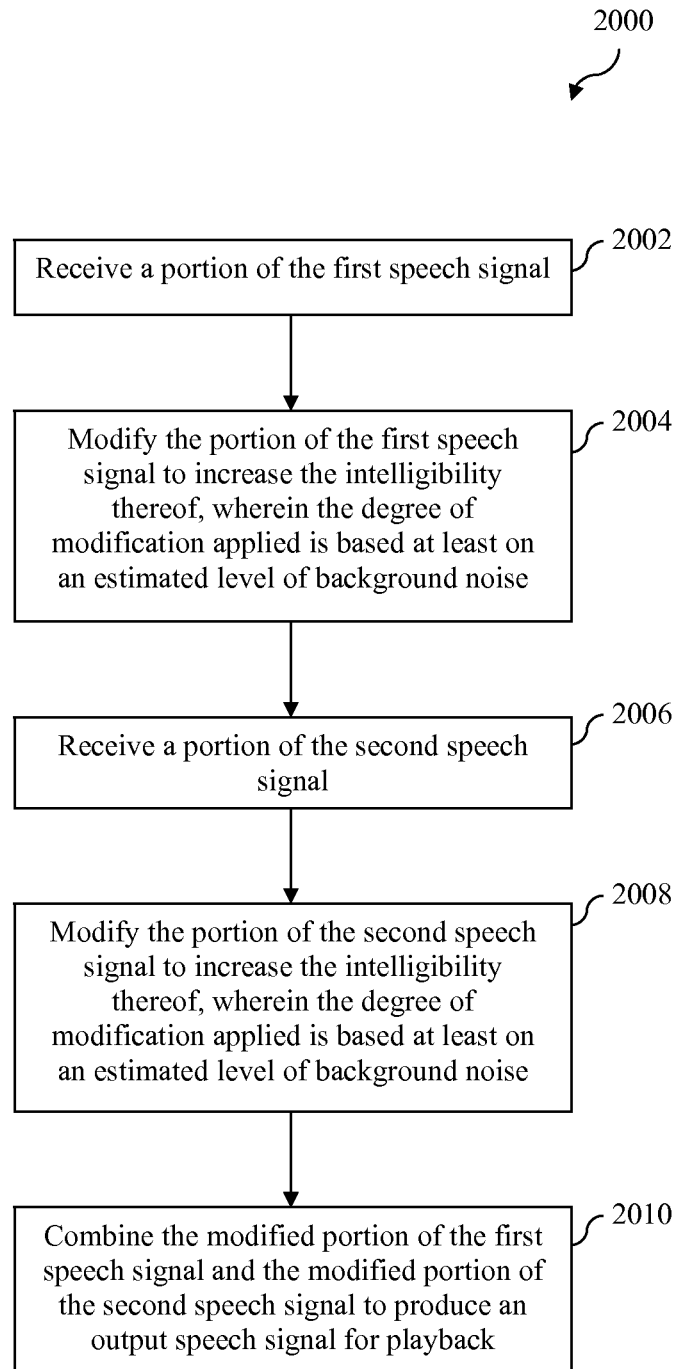 2000
2002
Receive a portion of the first speech signal
2004
Modify the portion of the first speech
signal to increase the intelligibility
thereof, wherein the degree of
modification applied is based at least on
an estimated level of background noise
2006
Receive a portion of the second speech
signal
2008
Modify the portion of the second speech
signal to increase the intelligibility
thereof, wherein the degree of
modification applied is based at least on
an estimated level of background noise
2010
Combine the modified portion of the first
speech signal and the modified portion of
the second speech signal to produce an
output speech signal for playback